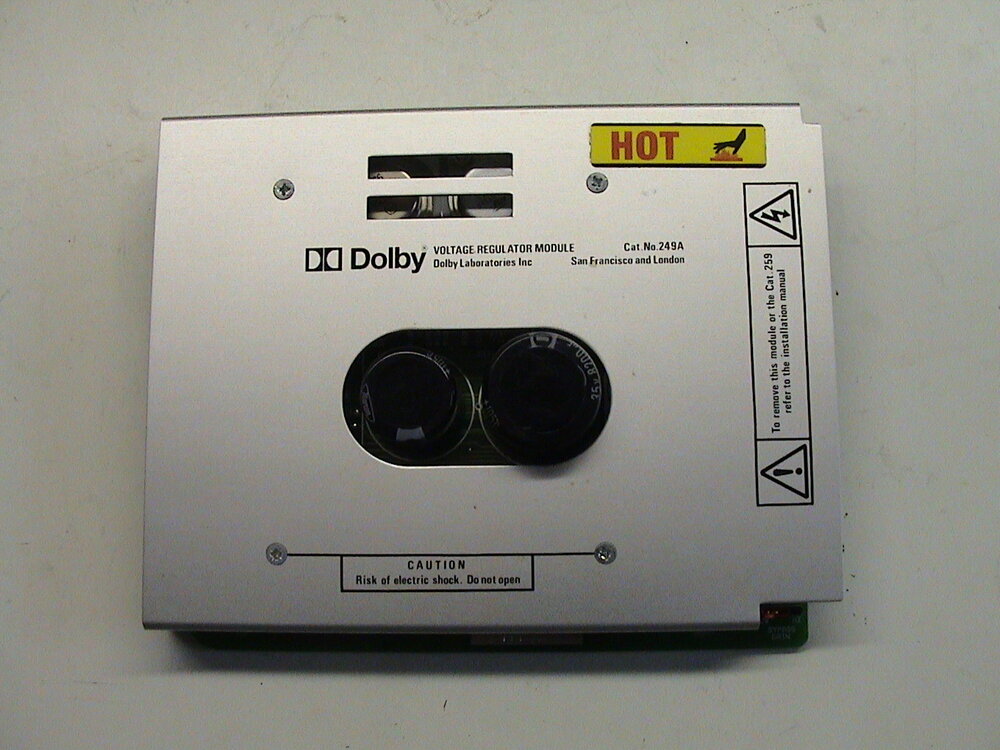 HOT
Dolby
VOLTAGE REGULATOR MODULE Cat.No.249A
Dolby Laboratories Inc San Francisco and London
To remove this module or the Cat. 259
refer to the installation manual
CAUTION
Risk of electric shock. Do not open